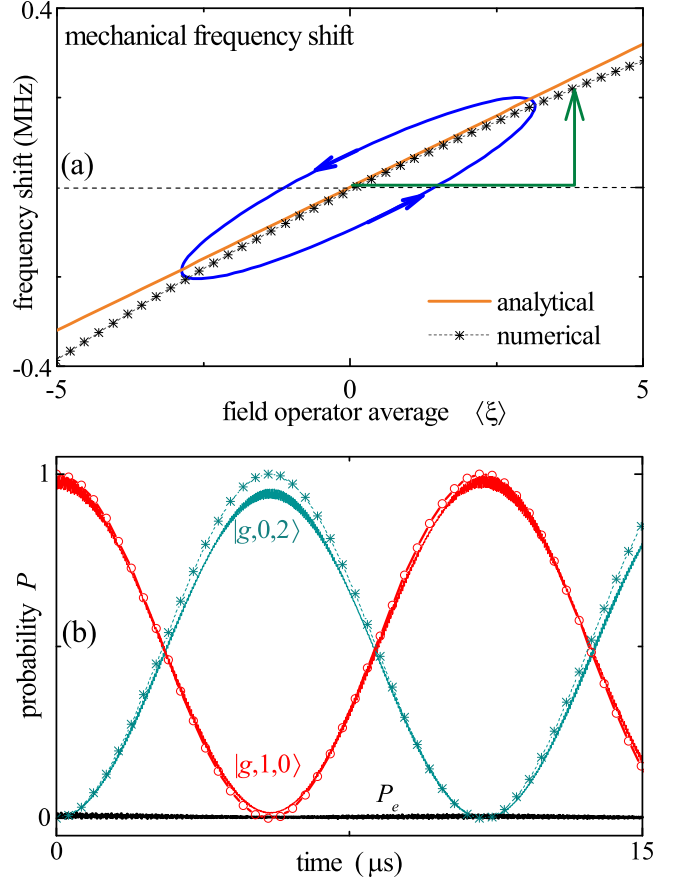 0.4
mechanical frequency shift
frequency shift (MHz)
(a)
analytical
numerical
-0.4
-5
0
5
field operator average ⟨ξ⟩
1
|g,0,2⟩
probability P
(b)
|g,1,0⟩
P_e
0
0
15
time (μs)